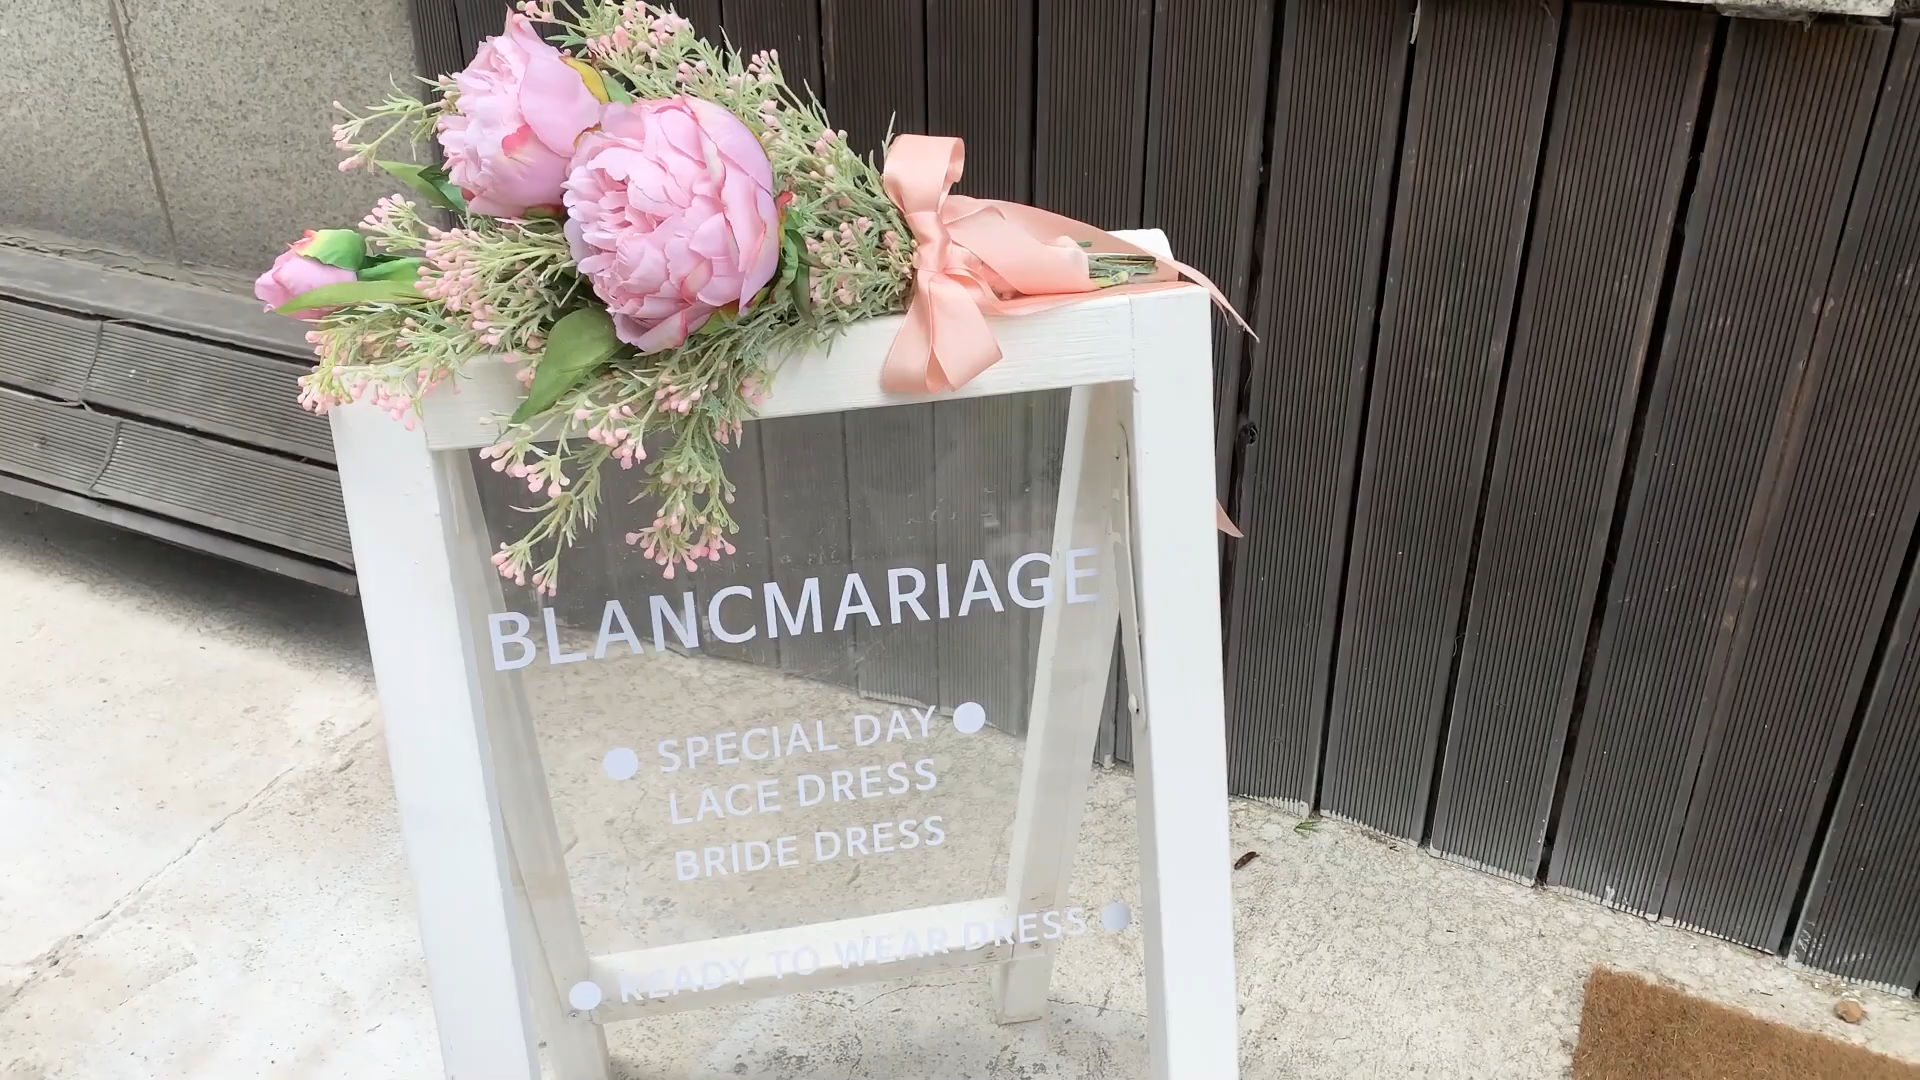 BLANCMARIAGE
● SPECIAL DAY ●
LACE DRESS
BRIDE DRESS
● READY TO WEAR DRESS ●